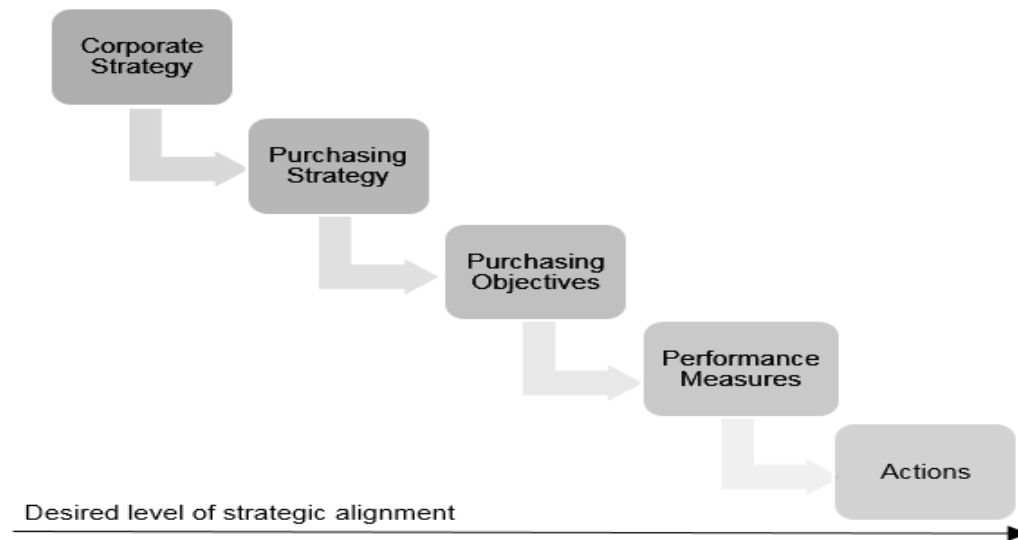 Corporate
Strategy
Purchasing
Strategy
Purchasing
Objectives
Performance
Measures
Actions
Desired level of strategic alignment